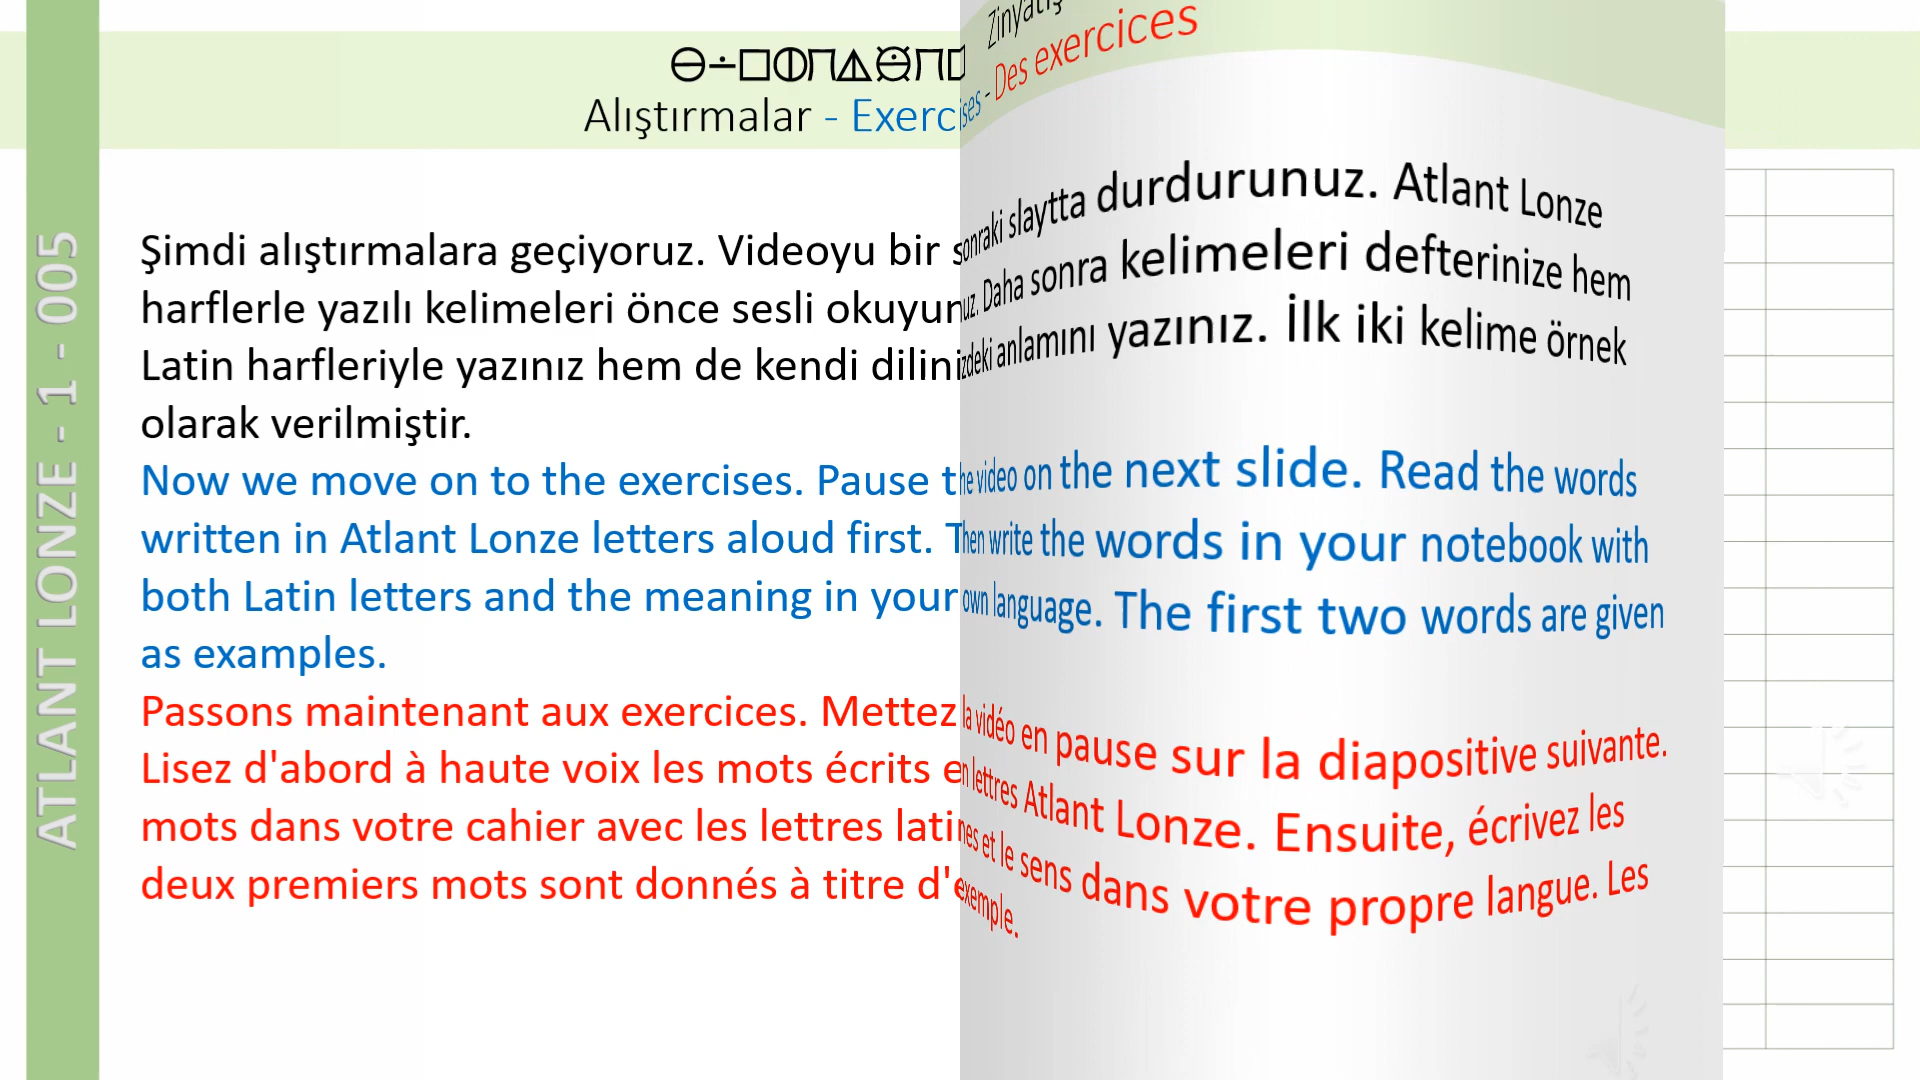 Zinyatış
Alıştırmalar - Exercises - Des exercices
ATLANT LONZE - 1 - 005
Şimdi alıştırmalara geçiyoruz. Videoyu bir sonraki slaytta durdurunuz. Atlant Lonze
harflerle yazılı kelimeleri önce sesli okuyunuz. Daha sonra kelimeleri defterinize hem
Latin harfleriyle yazınız hem de kendi dilinizdeki anlamını yazınız. İlk iki kelime örnek
olarak verilmiştir.
Now we move on to the exercises. Pause the video on the next slide. Read the words
written in Atlant Lonze letters aloud first. Then write the words in your notebook with
both Latin letters and the meaning in your own language. The first two words are given
as examples.
Passons maintenant aux exercices. Mettez la vidéo en pause sur la diapositive suivante.
Lisez d'abord à haute voix les mots écrits en lettres Atlant Lonze. Ensuite, écrivez les
mots dans votre cahier avec les lettres latines et le sens dans votre propre langue. Les
deux premiers mots sont donnés à titre d'exemple.